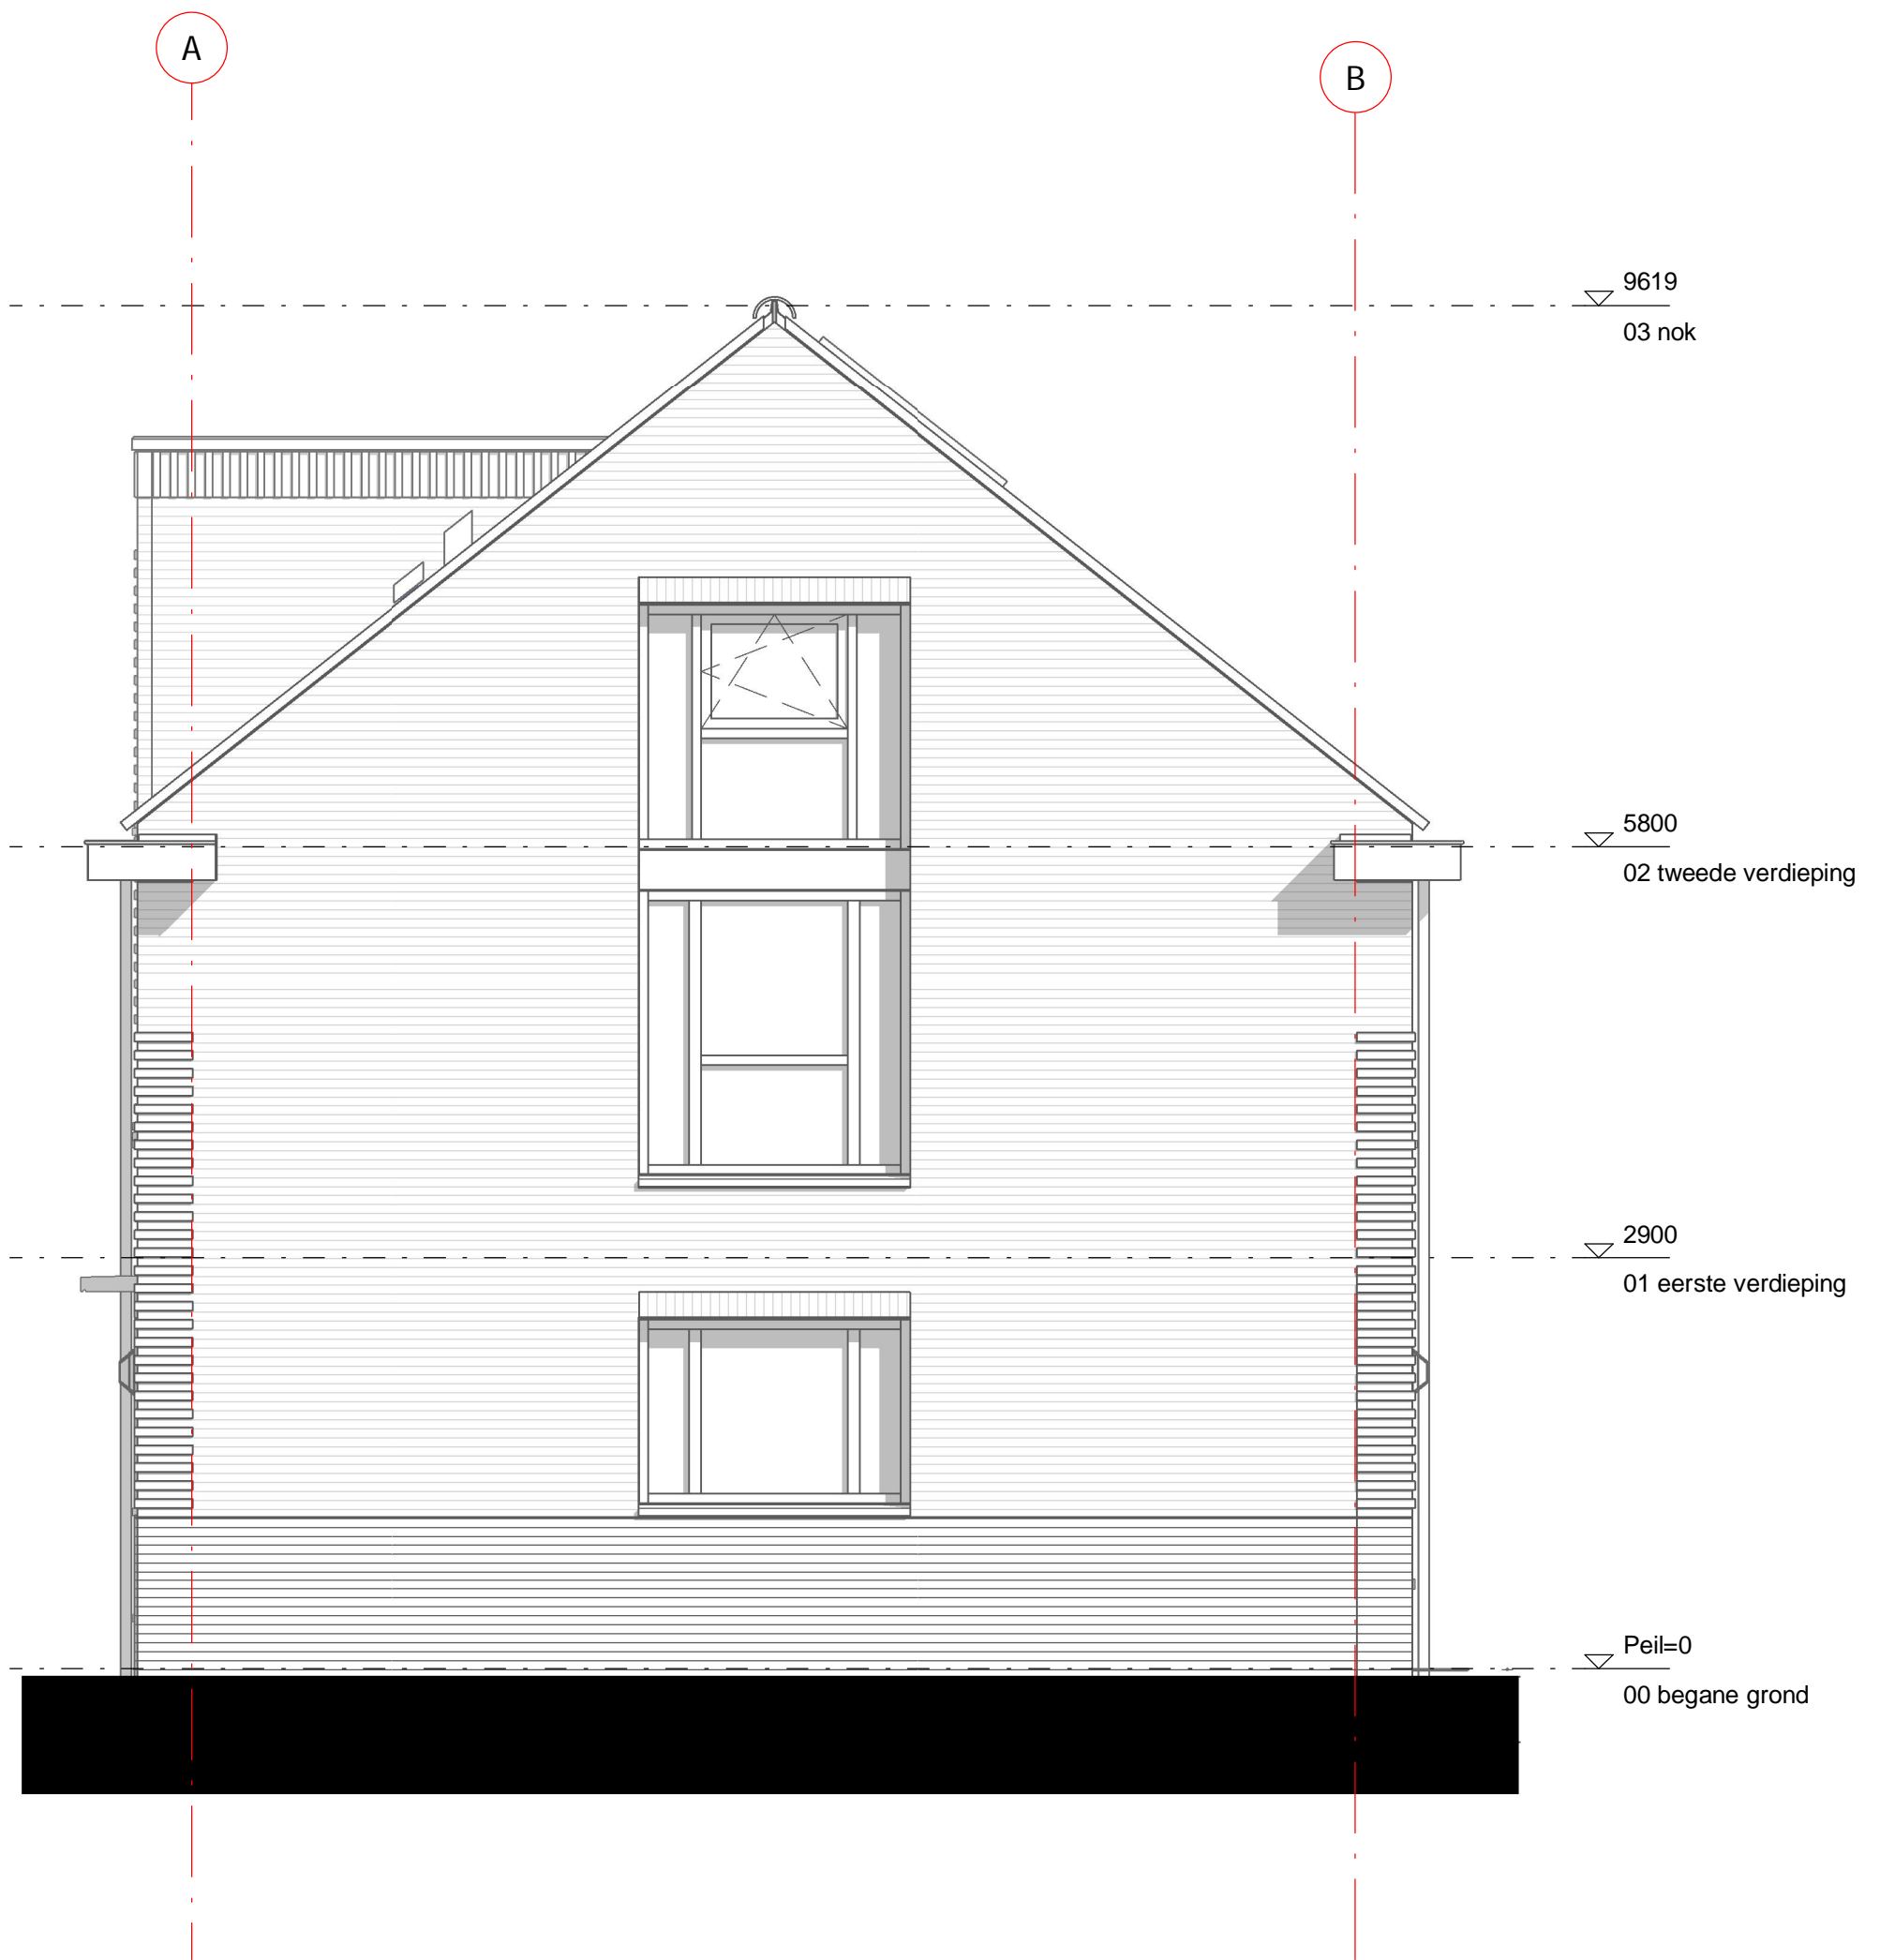 A
B
9619
03 nok
5800
02 tweede verdieping
2900
01 eerste verdieping
Peil=0
00 begane grond